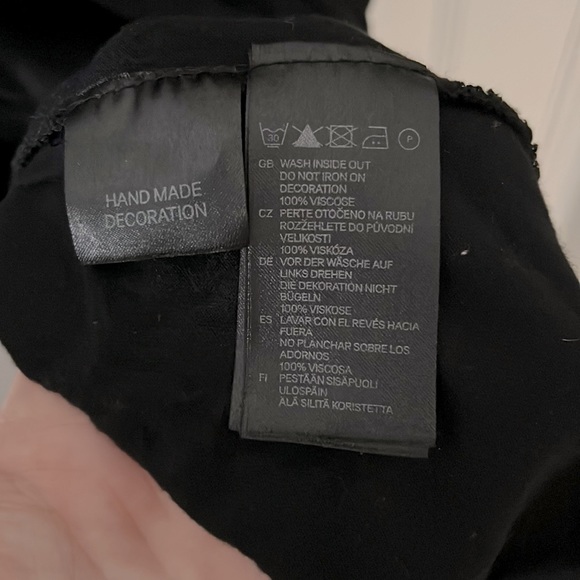 HAND MADE
DECORATION
30
P
GB WASH INSIDE OUT
DO NOT IRON ON
DECORATION
100% VISCOSE
CZ PERTE OTOČENO NA RUBU
ROZŽEHLETE DO PŮVODNÍ
VELIKOSTI
100% VISKÓZA
DE VOR DER WÄSCHE AUF
LINKS DREHEN
DIE DEKORATION NICHT
BÜGELN
100% VISKOSE
ES LAVAR CON EL REVÉS HACIA
FUERA
NO PLANCHAR SOBRE LOS
ADORNOS
100% VISCOSA
FI PESTÄÄN SISÄPUOLI
ULOSPÄIN
ÄLÄ SILITÄ KORISTETTA